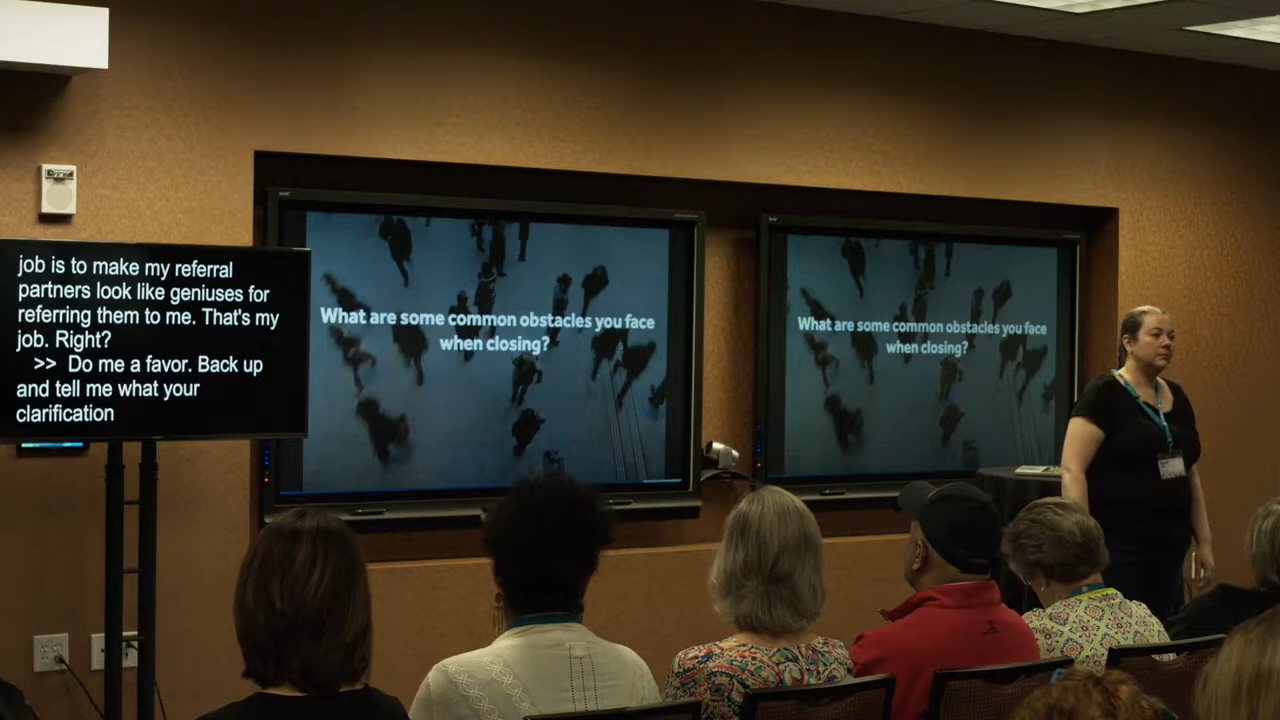 job is to make my referral
partners look like geniuses for
referring them to me. That's my
job. Right?
>> Do me a favor. Back up
and tell me what your
clarification
What are some common obstacles you face
when closing?
What are some common obstacles you face
when closing?